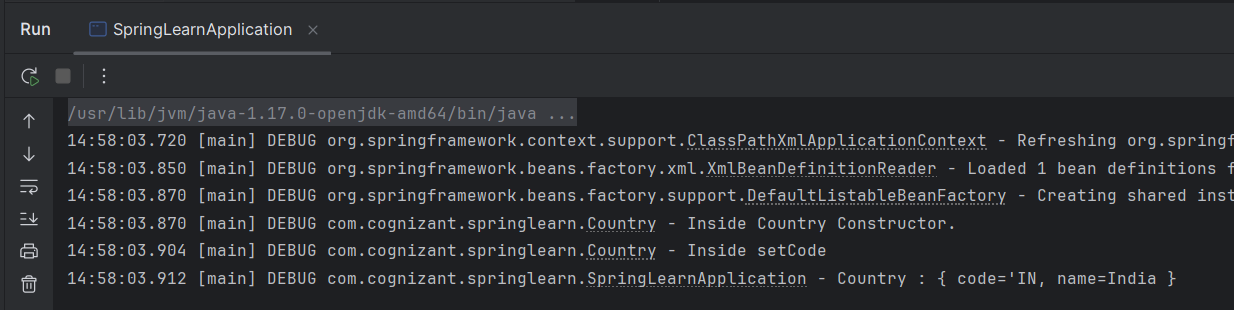 Run SpringLearnApplication
/usr/lib/jvm/java-1.17.0-openjdk-amd64/bin/java ...
14:58:03.720 [main] DEBUG org.springframework.context.support.ClassPathXmlApplicationContext - Refreshing org.springf
14:58:03.850 [main] DEBUG org.springframework.beans.factory.xml.XmlBeanDefinitionReader - Loaded 1 bean definitions f
14:58:03.870 [main] DEBUG org.springframework.beans.factory.support.DefaultListableBeanFactory - Creating shared inst
14:58:03.870 [main] DEBUG com.cognizant.springlearn.Country - Inside Country Constructor.
14:58:03.904 [main] DEBUG com.cognizant.springlearn.Country - Inside setCode
14:58:03.912 [main] DEBUG com.cognizant.springlearn.SpringLearnApplication - Country : { code='IN, name=India }